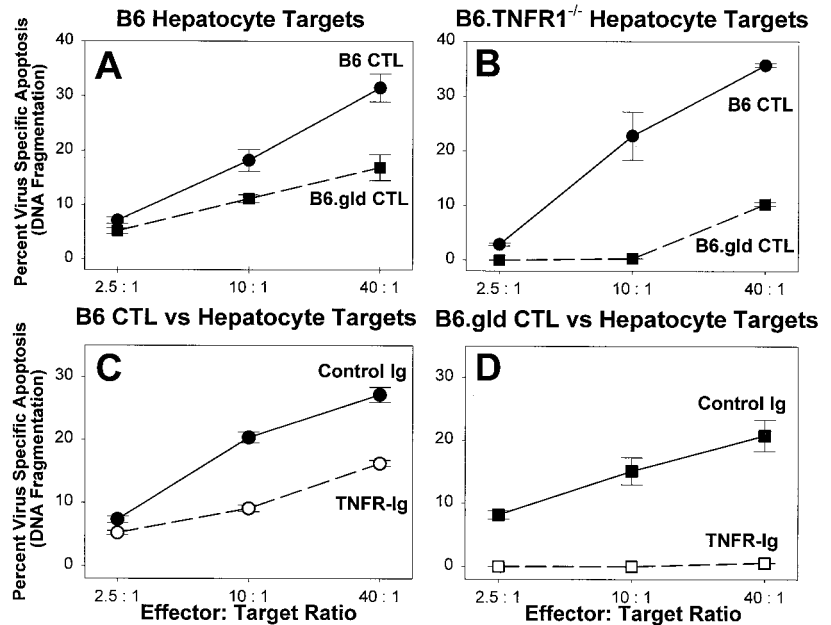 B6 Hepatocyte Targets
B6.TNFR1-/- Hepatocyte Targets
Percent Virus Specific Apoptosis
(DNA Fragmentation)
40
30
20
10
0
A
B6 CTL
B6.gld CTL
2.5 : 1
10 : 1
40 : 1
40
30
20
10
0
B
B6 CTL
B6.gld CTL
2.5 : 1
10 : 1
40 : 1
B6 CTL vs Hepatocyte Targets
B6.gld CTL vs Hepatocyte Targets
Percent Virus Specific Apoptosis
(DNA Fragmentation)
30
20
10
0
C
Control Ig
TNFR-Ig
2.5 : 1
10 : 1
40 : 1
Effector: Target Ratio
30
20
10
0
D
Control Ig
TNFR-Ig
2.5 : 1
10 : 1
40 : 1
Effector: Target Ratio